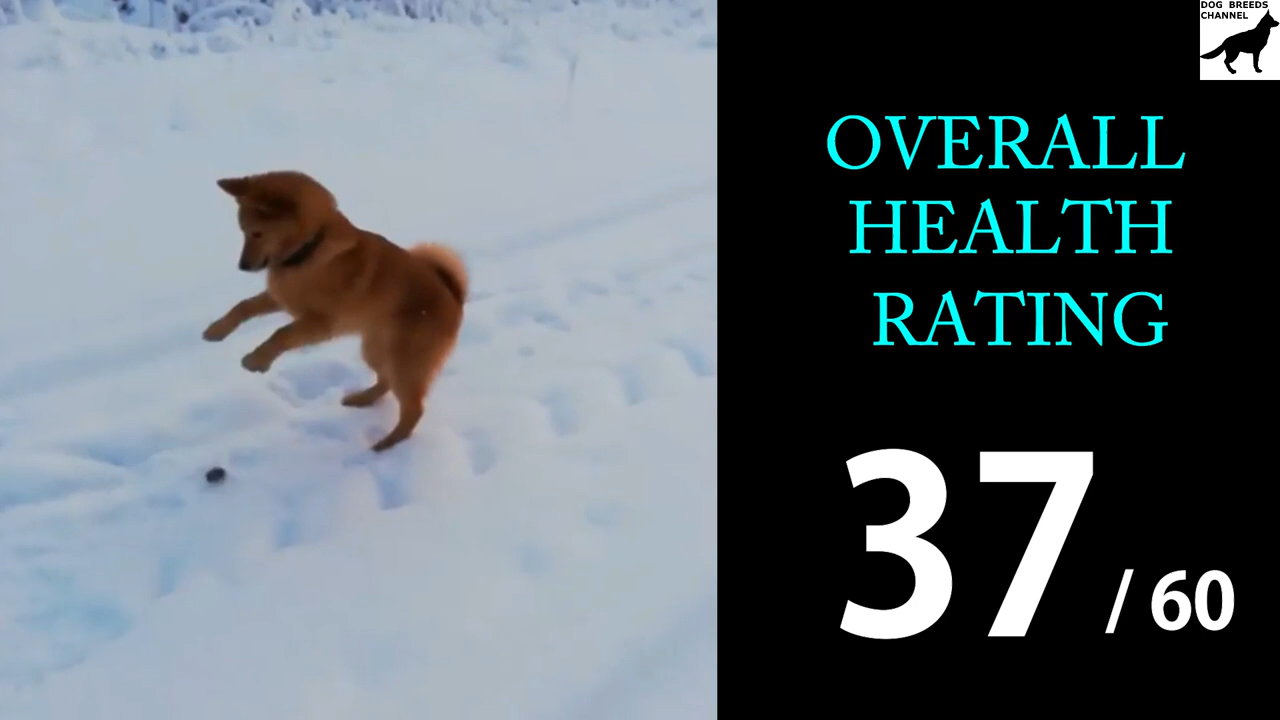 DOG BREEDS
CHANNEL
OVERALL
HEALTH
RATING
37 / 60